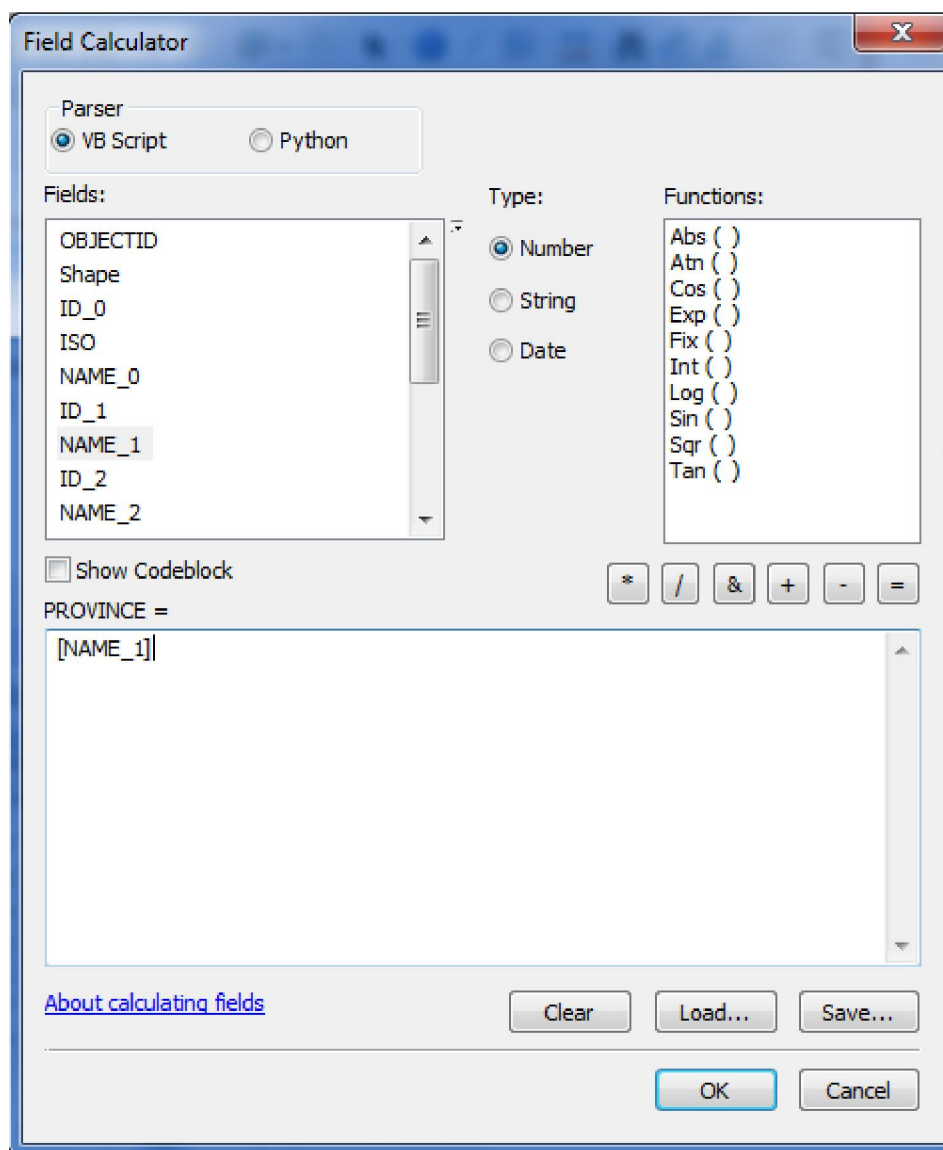 Field Calculator
Parser
VB Script
Python
Fields:
Type:
Functions:
OBJECTID
Shape
ID_0
ISO
NAME_0
ID_1
NAME_1
ID_2
NAME_2
Number
String
Date
Abs ( )
Atn ( )
Cos ( )
Exp ( )
Fix ( )
Int ( )
Log ( )
Sin ( )
Sqr ( )
Tan ( )
Show Codeblock
* / & + - =
PROVINCE =
[NAME_1]
About calculating fields
Clear
Load...
Save...
OK
Cancel